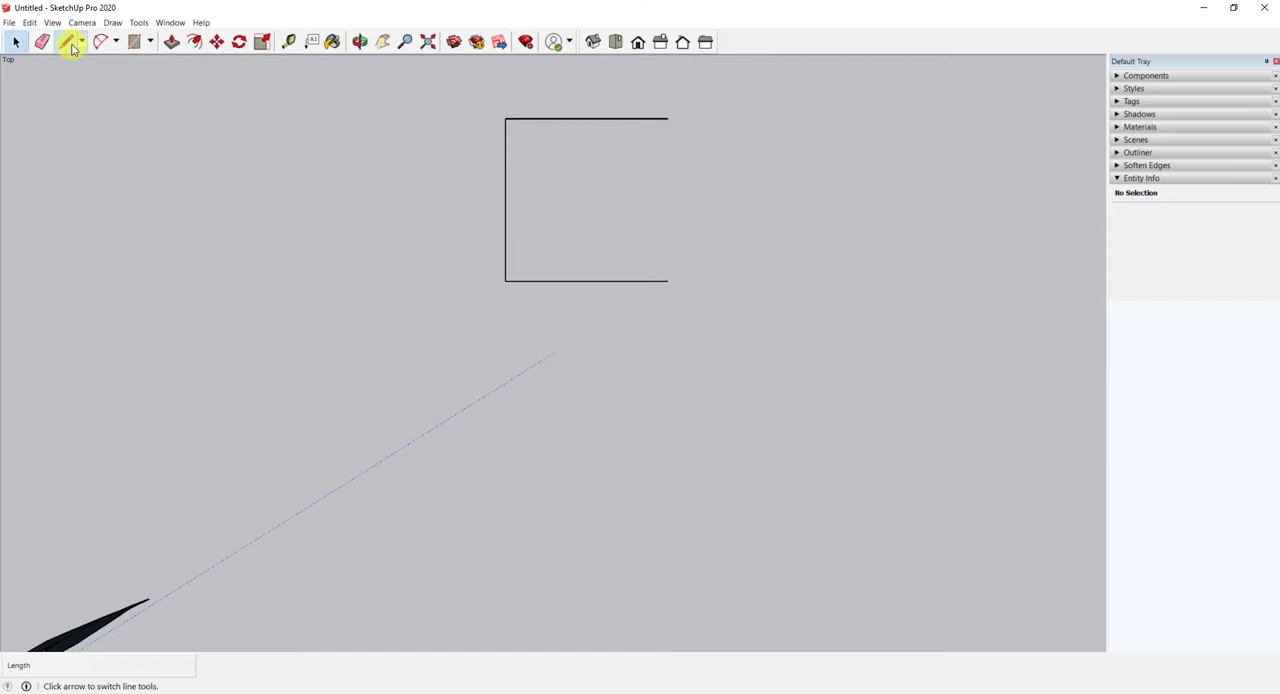 Untitled - SketchUp Pro 2020
File Edit View Camera Draw Tools Window Help
Top
Default Tray
Components
Styles
Tags
Shadows
Materials
Scenes
Outliner
Soften Edges
Entity Info
No Selection
Length
Click arrow to switch line tools.